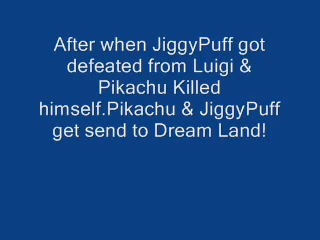 After when JiggyPuff got
defeated from Luigi &
Pikachu Killed
himself.Pikachu & JiggyPuff
get send to Dream Land!